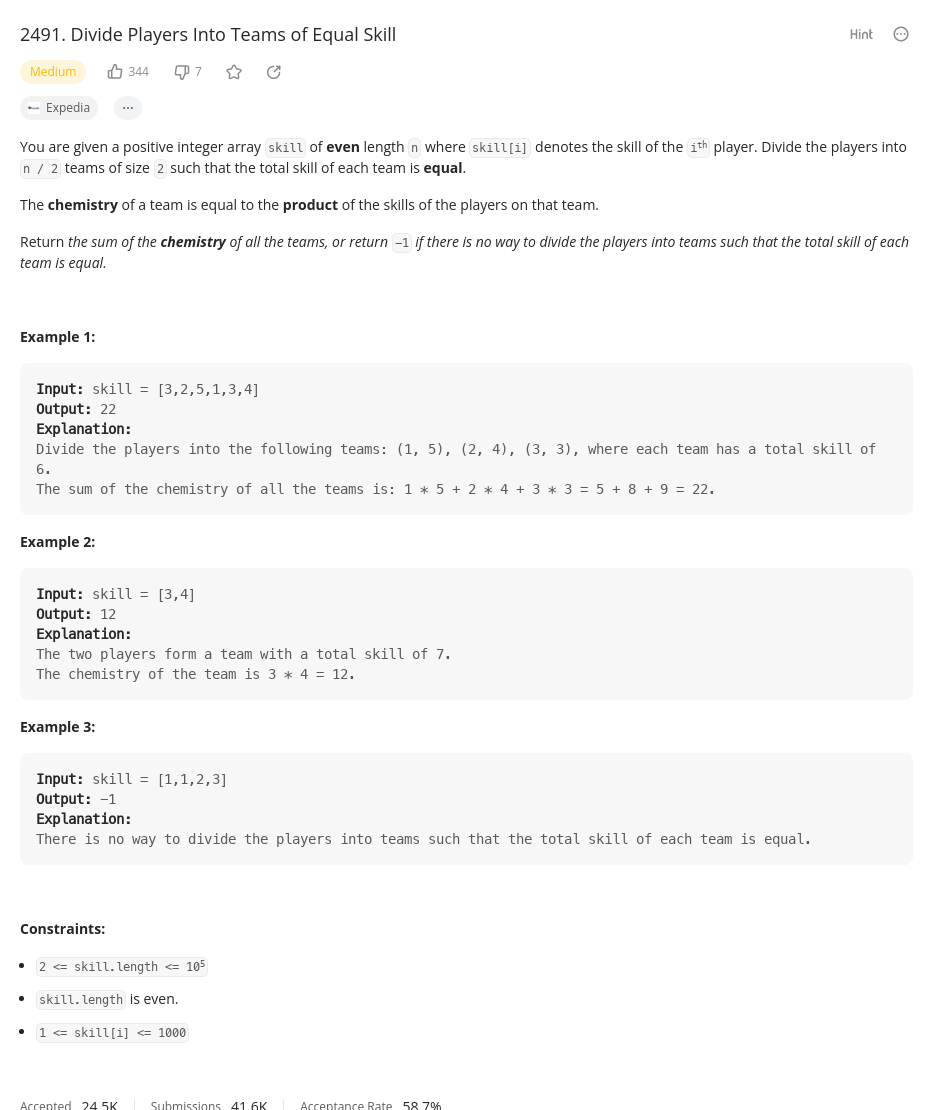 2491. Divide Players Into Teams of Equal Skill
Hint
Medium 344 7
Expedia
You are given a positive integer array skill of even length n where skill[i] denotes the skill of the ith player. Divide the players into
n / 2 teams of size 2 such that the total skill of each team is equal.
The chemistry of a team is equal to the product of the skills of the players on that team.
Return the sum of the chemistry of all the teams, or return -1 if there is no way to divide the players into teams such that the total skill of each
team is equal.
Example 1:
Input: skill = [3,2,5,1,3,4]
Output: 22
Explanation:
Divide the players into the following teams: (1, 5), (2, 4), (3, 3), where each team has a total skill of
6.
The sum of the chemistry of all the teams is: 1 * 5 + 2 * 4 + 3 * 3 = 5 + 8 + 9 = 22.
Example 2:
Input: skill = [3,4]
Output: 12
Explanation:
The two players form a team with a total skill of 7.
The chemistry of the team is 3 * 4 = 12.
Example 3:
Input: skill = [1,1,2,3]
Output: -1
Explanation:
There is no way to divide the players into teams such that the total skill of each team is equal.
Constraints:
• 2 <= skill.length <= 10⁵
• skill.length is even.
• 1 <= skill[i] <= 1000
Accepted 24.5K Submissions 41.6K Acceptance Rate 58.7%